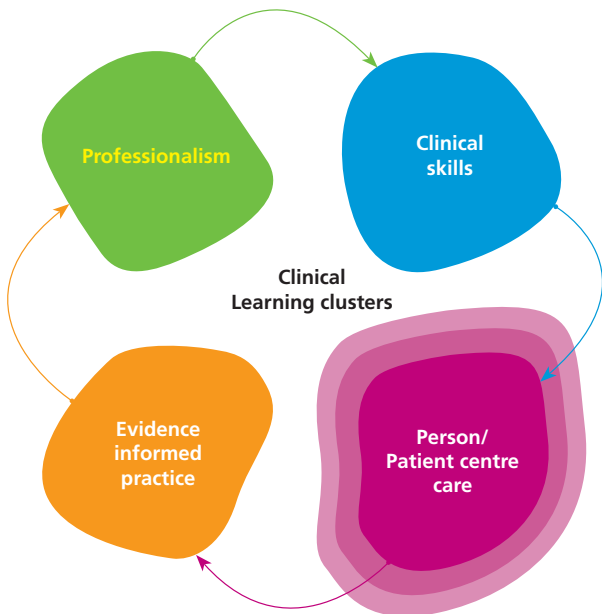 Professionalism
Clinical
skills
Clinical
Learning clusters
Evidence
informed
practice
Person/
Patient centre
care